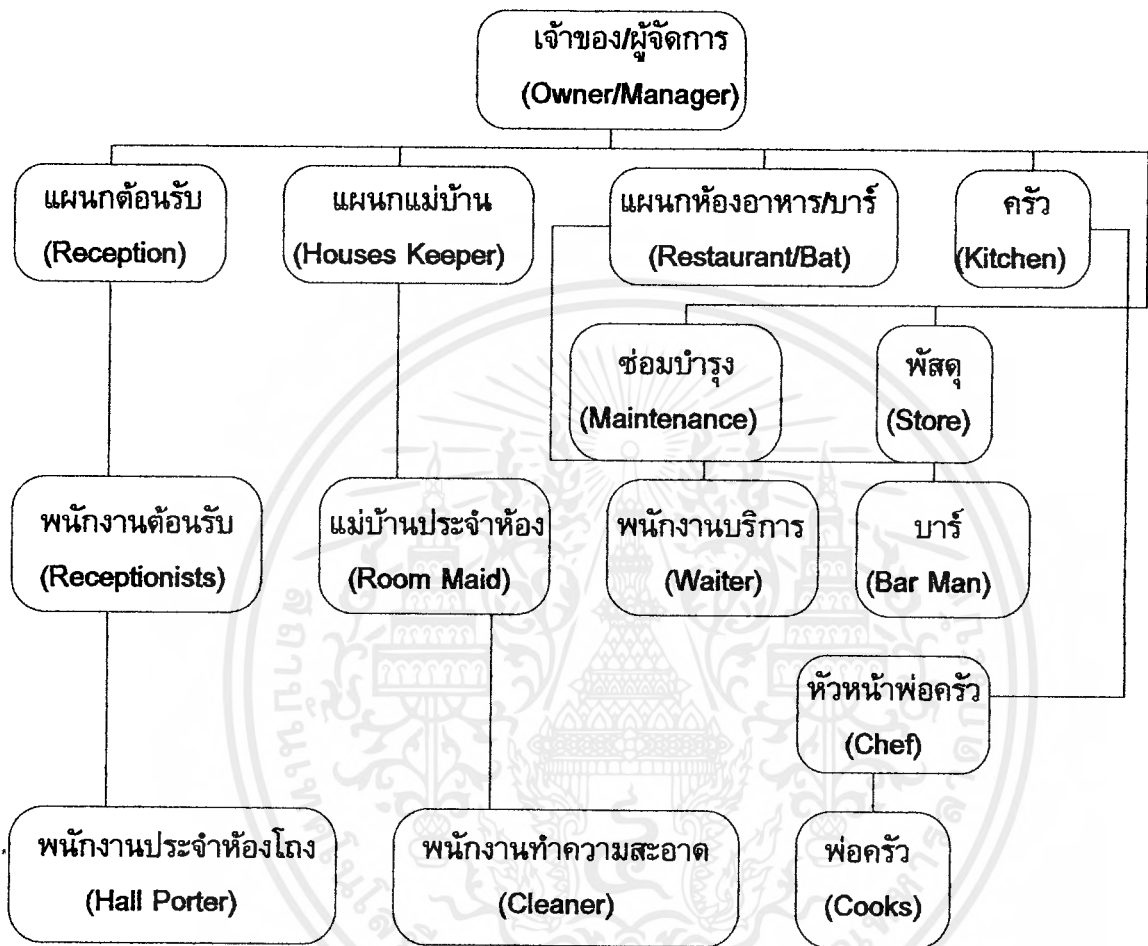 เจ้าของ/ผู้จัดการ
(Owner/Manager)
แผนกต้อนรับ
(Reception)
แผนกแม่บ้าน
(Houses Keeper)
แผนกห้องอาหาร/บาร์
(Restaurant/Bat)
ครัว
(Kitchen)
ซ่อมบำรุง
(Maintenance)
พัสดุ
(Store)
พนักงานต้อนรับ
(Receptionists)
แม่บ้านประจำห้อง
(Room Maid)
พนักงานบริการ
(Waiter)
บาร์
(Bar Man)
หัวหน้าพ่อครัว
(Chef)
พนักงานประจำห้องโถง
(Hall Porter)
พนักงานทำความสะอาด
(Cleaner)
พ่อครัว
(Cooks)